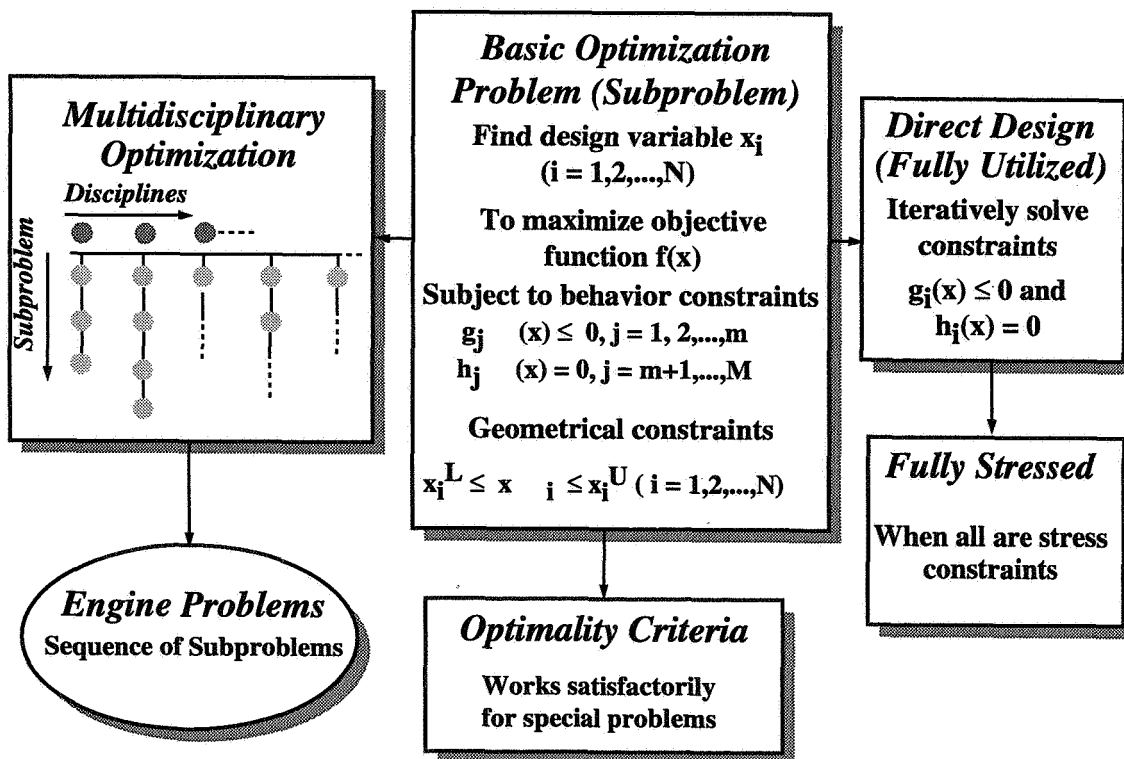 Basic Optimization
Problem (Subproblem)
Find design variable xᵢ
(i = 1,2,...,N)
To maximize objective
function f(x)
Subject to behavior constraints
gⱼ (x) ≤ 0, j = 1, 2,...,m
hⱼ (x) = 0, j = m+1,...,M
Geometrical constraints
xᵢᴸ ≤ x ᵢ ≤ xᵢᵁ ( i = 1,2,...,N)
Multidisciplinary
Optimization
Disciplines
Subproblem
Engine Problems
Sequence of Subproblems
Optimality Criteria
Works satisfactorily
for special problems
Direct Design
(Fully Utilized)
Iteratively solve
constraints
gᵢ(x) ≤ 0 and
hᵢ(x) = 0
Fully Stressed
When all are stress
constraints